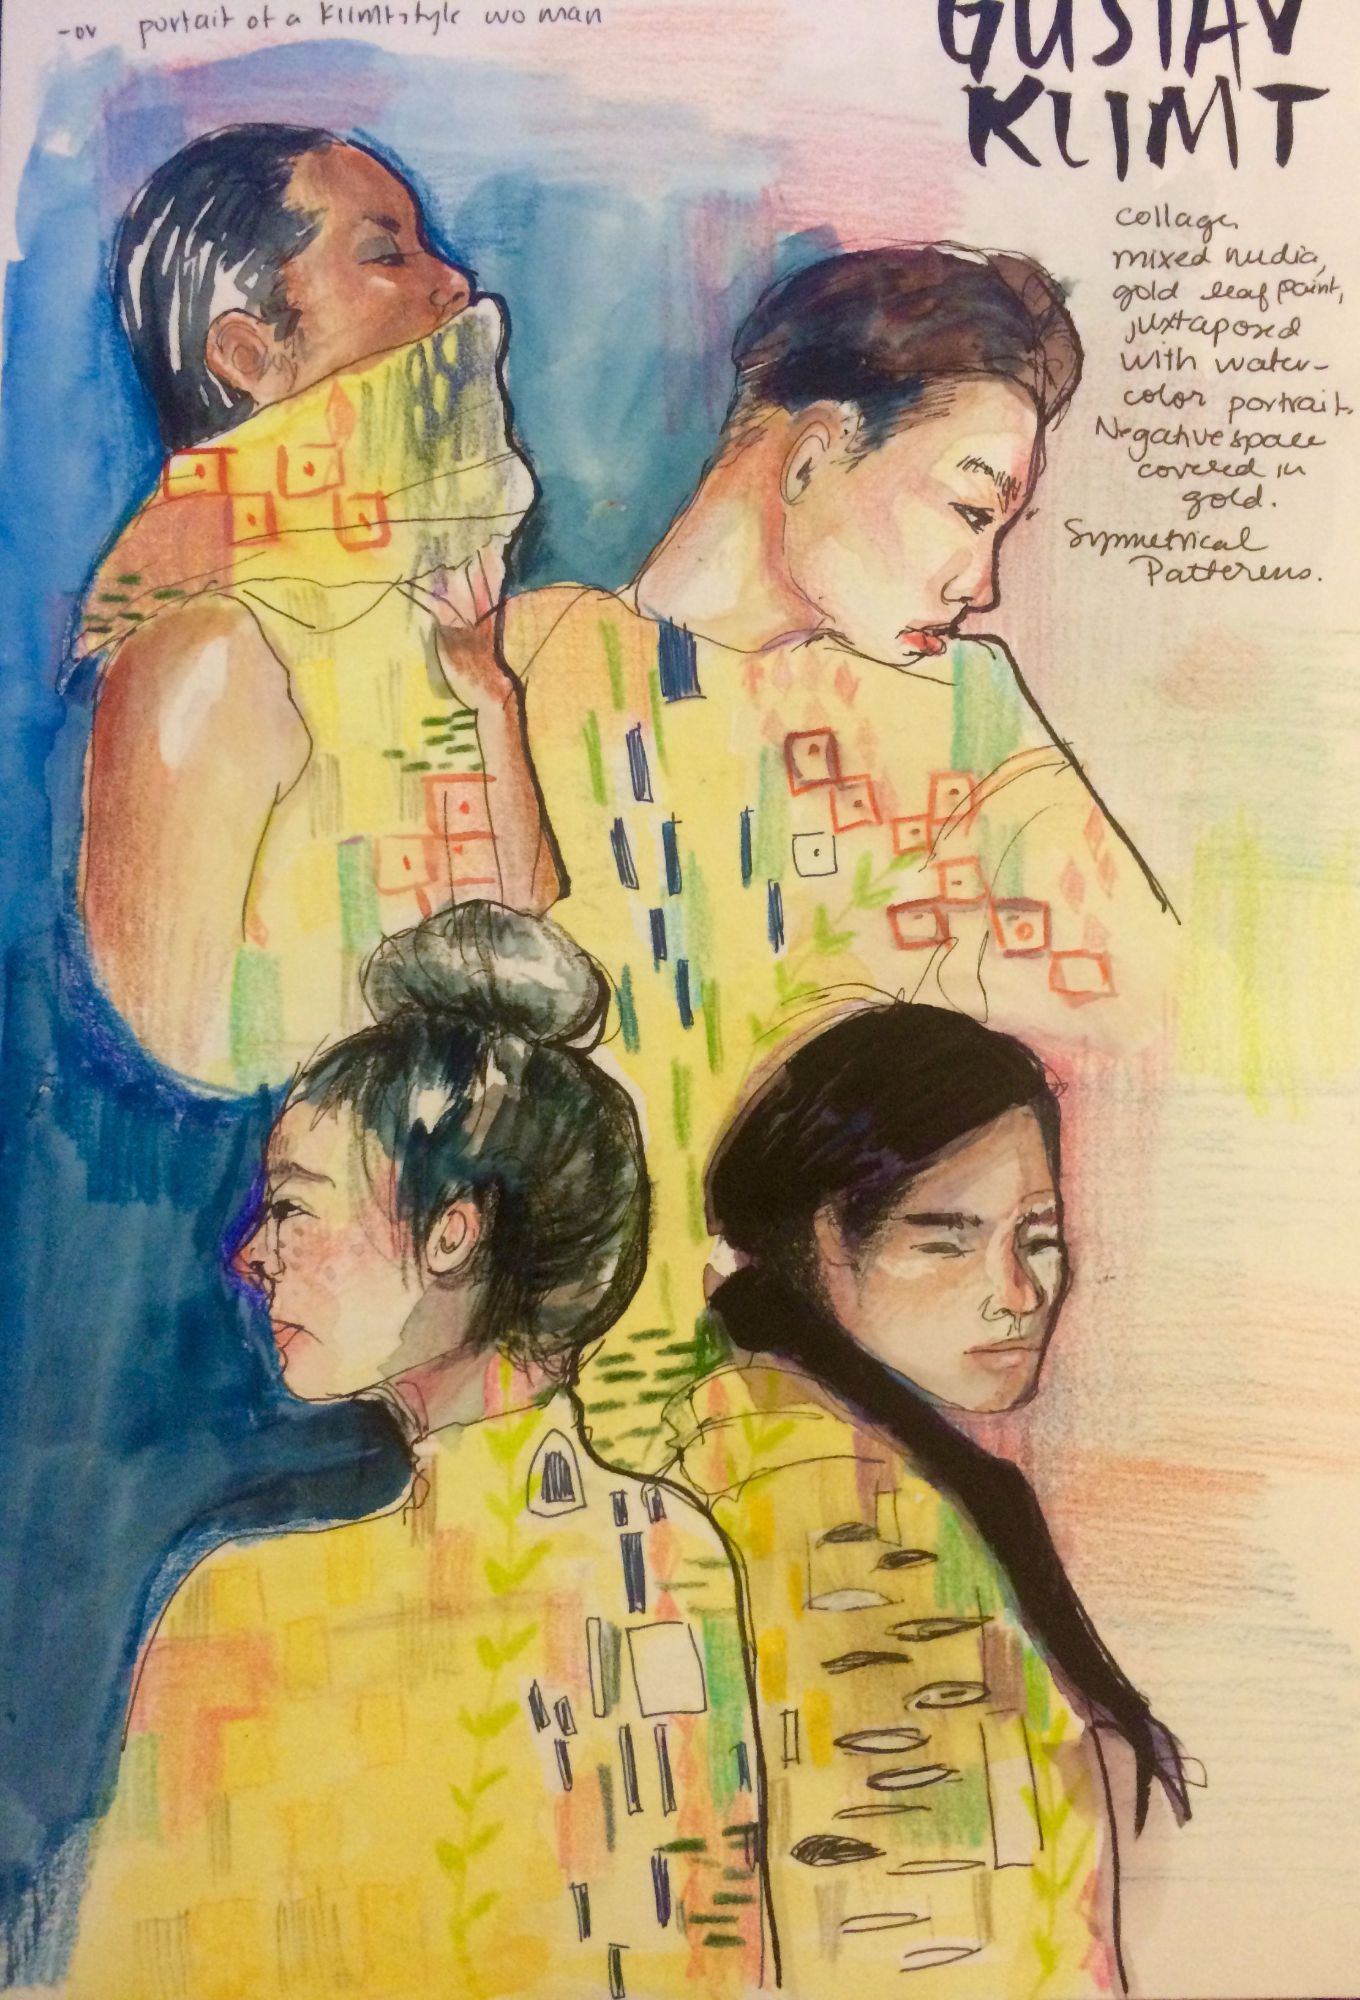 -or portrait of a Klimt style woman
GUSTAV
KLIMT
collage
mixed media,
gold leaf paint,
juxtaposed
with water-
color portrait.
Negative space
covered in
gold.
Symmetrical
Patterens.